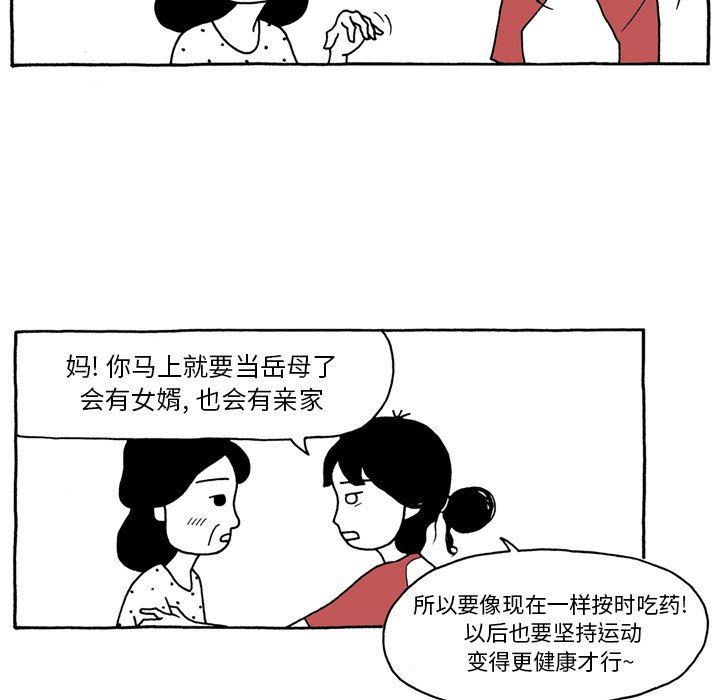 妈! 你马上就要当岳母了
会有女婿, 也会有亲家
所以要像现在一样按时吃药!
以后也要坚持运动
变得更健康才行~